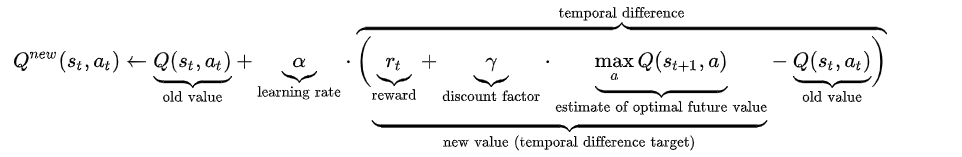 temporal difference
Q^{new}(s_t, a_t) ← Q(s_t, a_t) + α · ( r_t + γ · max_a Q(s_{t+1}, a) − Q(s_t, a_t) )
old value learning rate reward discount factor estimate of optimal future value old value
new value (temporal difference target)